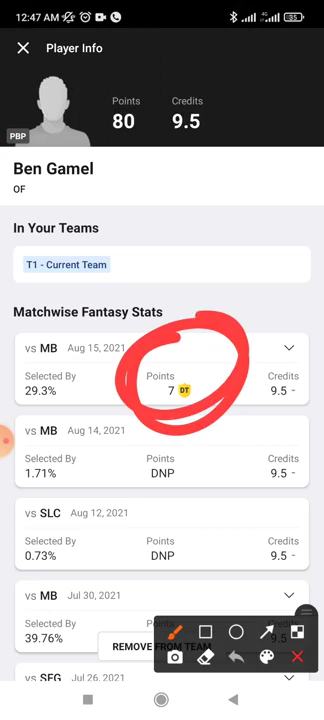 12:47 AM
4G
35
Player Info
Points Credits
80 9.5
PBP
Ben Gamel
OF
In Your Teams
T1 - Current Team
Matchwise Fantasy Stats
vs MB Aug 15, 2021
Selected By Points Credits
29.3% 7 DT 9.5 -
vs MB Aug 14, 2021
Selected By Points Credits
1.71% DNP 9.5 -
vs SLC Aug 12, 2021
Selected By Points Credits
0.73% DNP 9.5 -
vs MB Jul 30, 2021
Selected By
39.76%
REMOVE FROM TEAM
vs SFG Jul 26, 2021